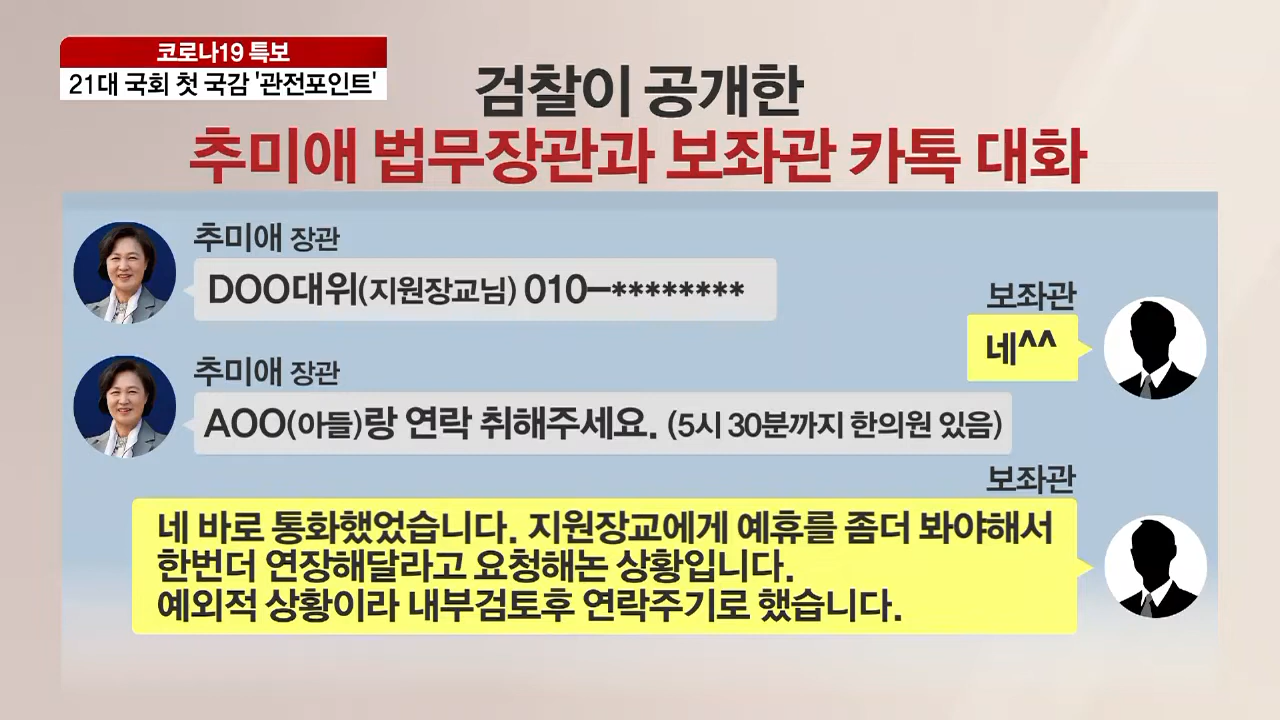 코로나19 특보
21대 국회 첫 국감 '관전포인트'
검찰이 공개한
추미애 법무장관과 보좌관 카톡 대화
추미애 장관
DOO대위(지원장교님) 010-********
보좌관
네^^
추미애 장관
AOO(아들)랑 연락 취해주세요. (5시 30분까지 한의원 있음)
보좌관
네 바로 통화했었습니다. 지원장교에게 예휴를 좀더 봐야해서
한번더 연장해달라고 요청해논 상황입니다.
예외적 상황이라 내부검토후 연락주기로 했습니다.